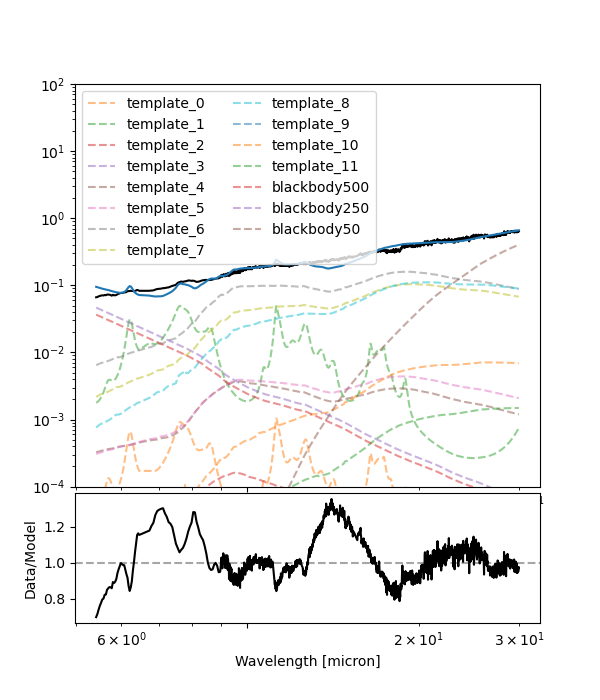 10²
10¹
10⁰
10⁻¹
10⁻²
10⁻³
10⁻⁴
template_0
template_1
template_2
template_3
template_4
template_5
template_6
template_7
template_8
template_9
template_10
template_11
blackbody500
blackbody250
blackbody50
1.2
1.0
0.8
Data/Model
6 × 10⁰
2 × 10¹
3 × 10¹
Wavelength [micron]